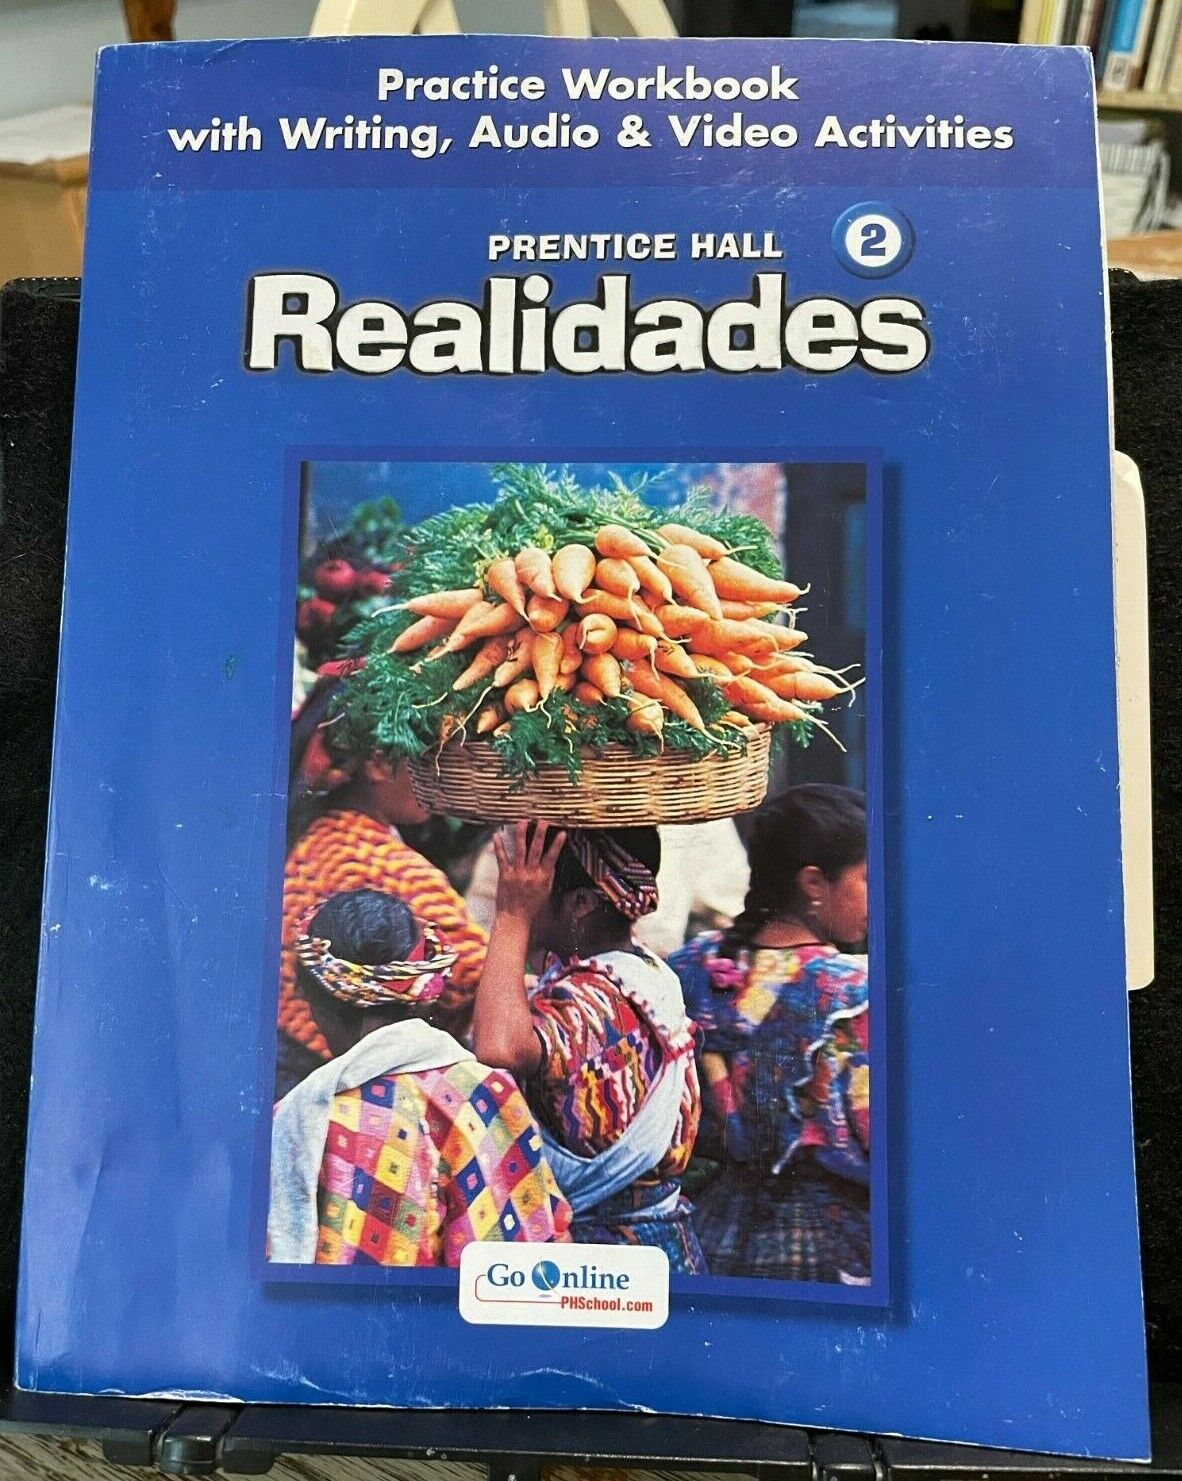 Practice Workbook
with Writing, Audio & Video Activities
PRENTICE HALL 2
Realidades
Go Online
PHSchool.com